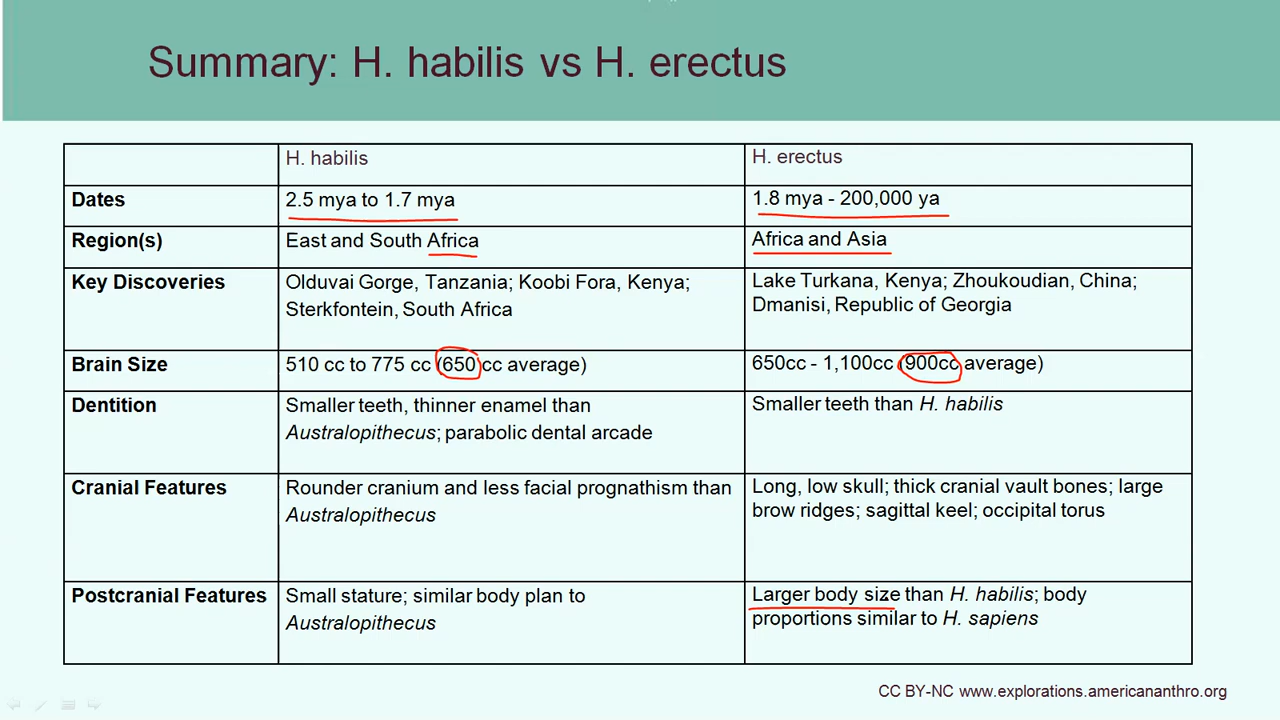 Summary: H. habilis vs H. erectus
H. habilis
H. erectus
Dates
2.5 mya to 1.7 mya
1.8 mya - 200,000 ya
Region(s)
East and South Africa
Africa and Asia
Key Discoveries
Olduvai Gorge, Tanzania; Koobi Fora, Kenya;
Sterkfontein, South Africa
Lake Turkana, Kenya; Zhoukoudian, China;
Dmanisi, Republic of Georgia
Brain Size
510 cc to 775 cc (650 cc average)
650cc - 1,100cc (900cc average)
Dentition
Smaller teeth, thinner enamel than
Australopithecus; parabolic dental arcade
Smaller teeth than H. habilis
Cranial Features
Rounder cranium and less facial prognathism than
Australopithecus
Long, low skull; thick cranial vault bones; large
brow ridges; sagittal keel; occipital torus
Postcranial Features
Small stature; similar body plan to
Australopithecus
Larger body size than H. habilis; body
proportions similar to H. sapiens
CC BY-NC www.explorations.americananthro.org